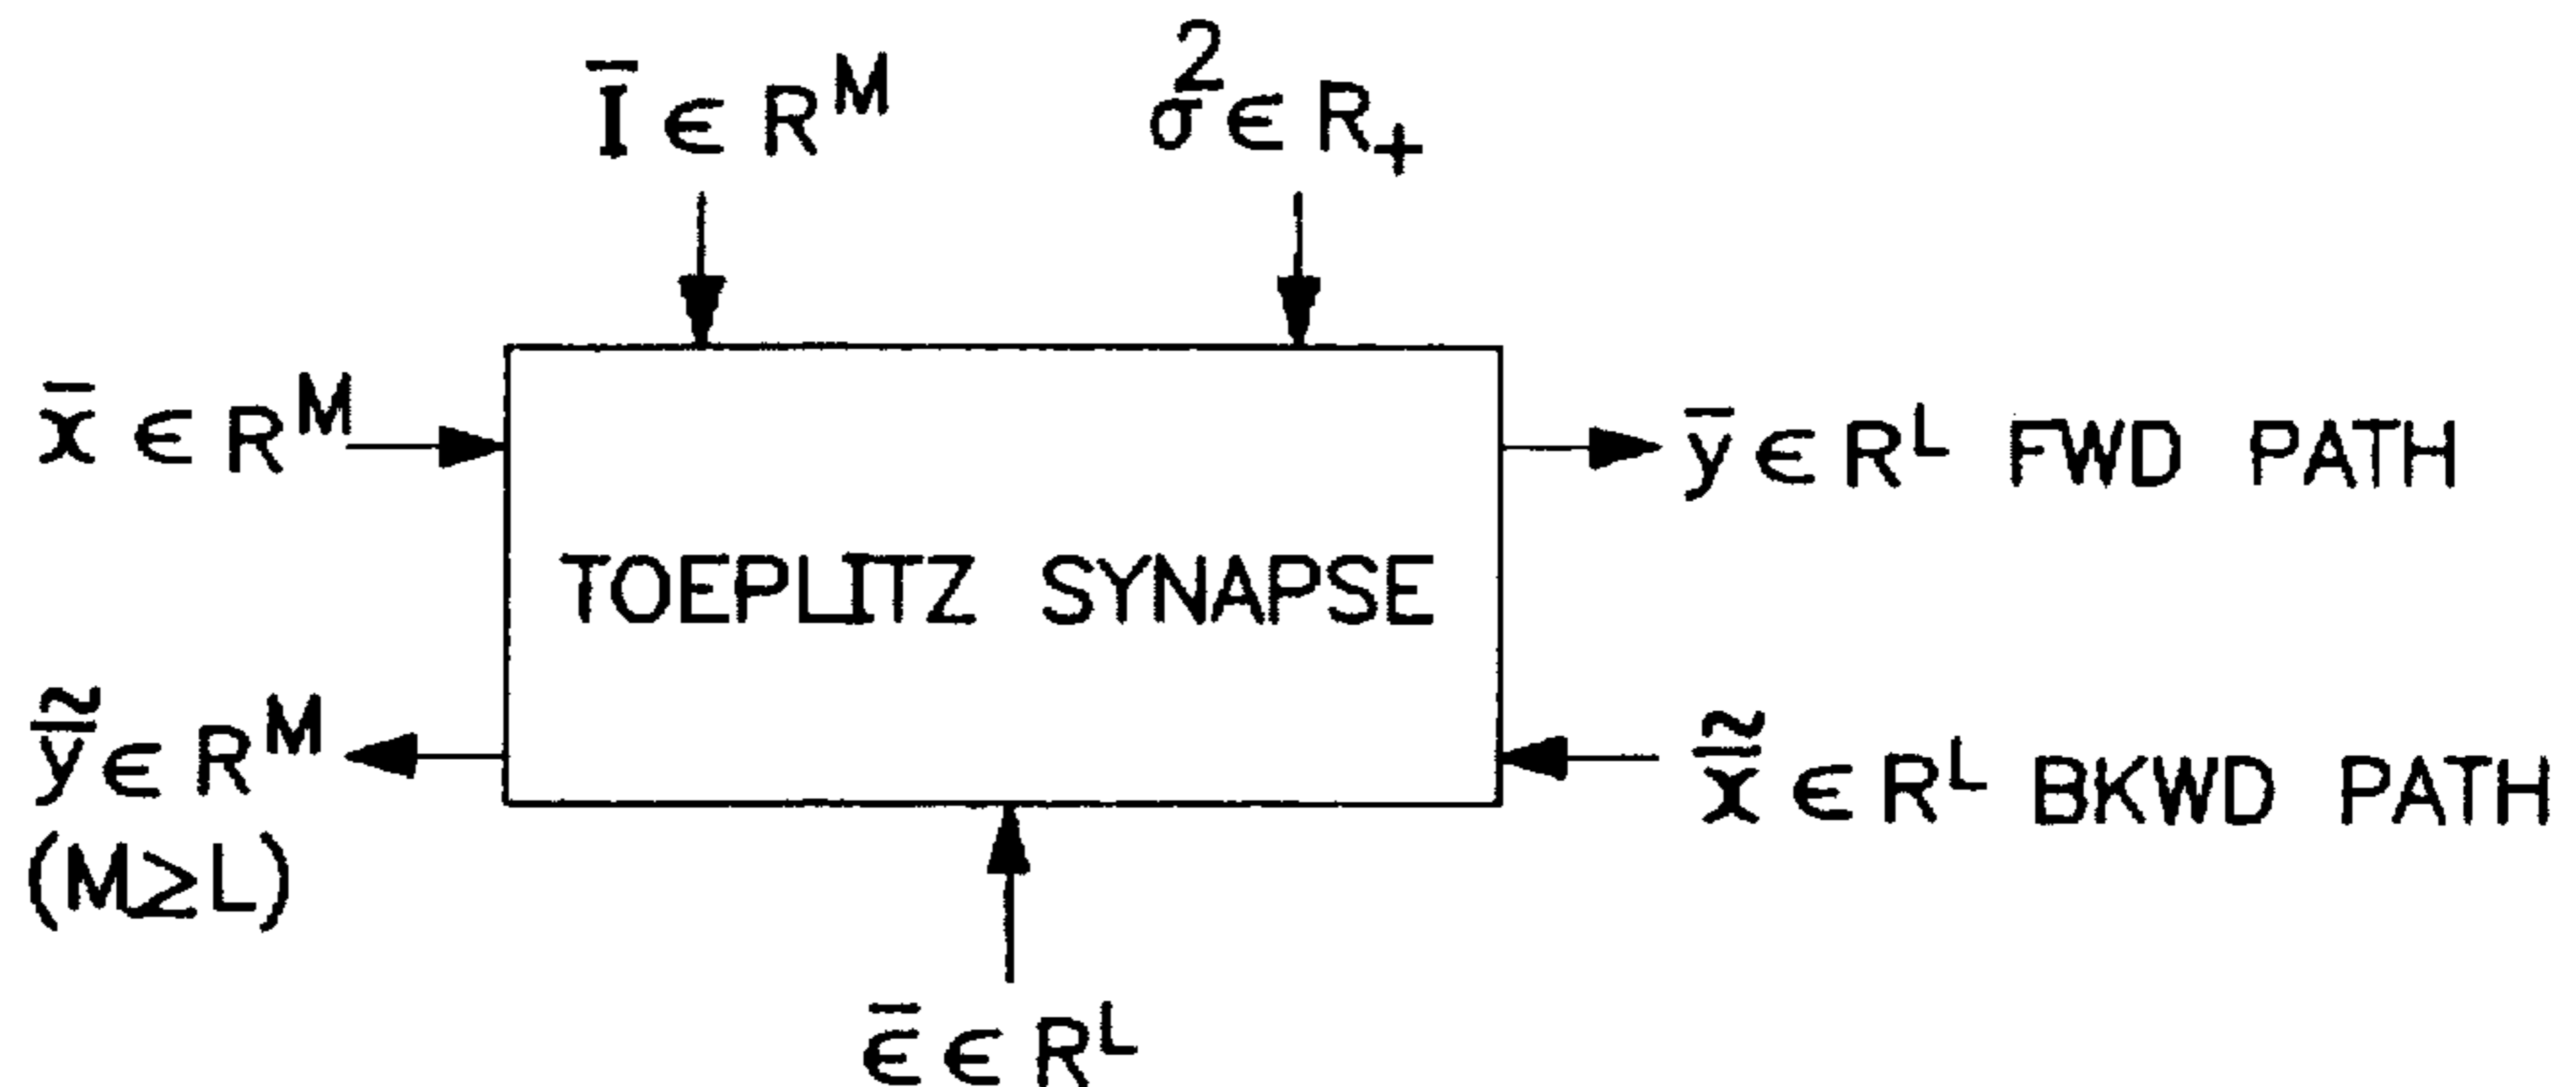 Ī ∈ R^M
σ² ∈ R₊
x̄ ∈ R^M
ȳ ∈ R^L FWD PATH
TOEPLITZ SYNAPSE
ỹ̄ ∈ R^M
(M≥L)
x̃̄ ∈ R^L BKWD PATH
ϵ̄ ∈ R^L